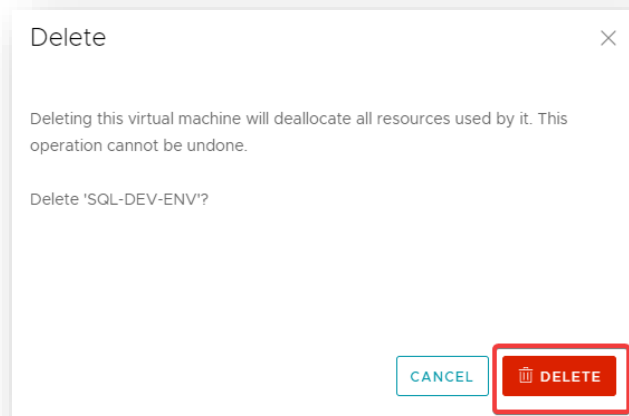 Delete
Deleting this virtual machine will deallocate all resources used by it. This
operation cannot be undone.
Delete 'SQL-DEV-ENV'?
CANCEL
DELETE